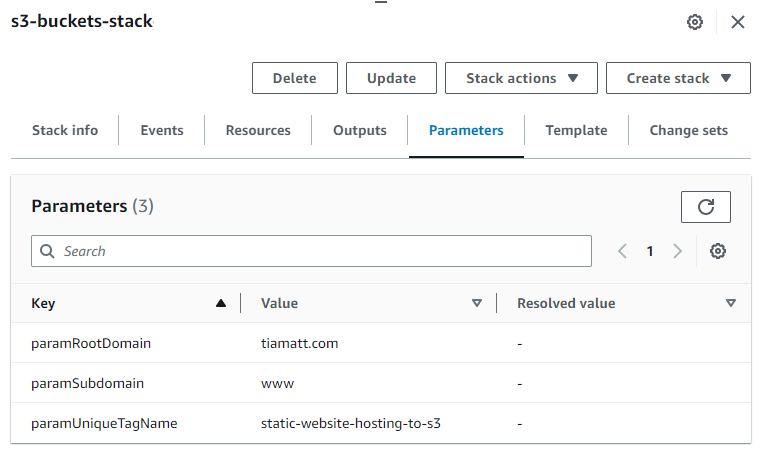 s3-buckets-stack
Delete Update Stack actions Create stack
Stack info Events Resources Outputs Parameters Template Change sets
Parameters (3)
Search 1
Key Value Resolved value
paramRootDomain tiamatt.com -
paramSubdomain www -
paramUniqueTagName static-website-hosting-to-s3 -